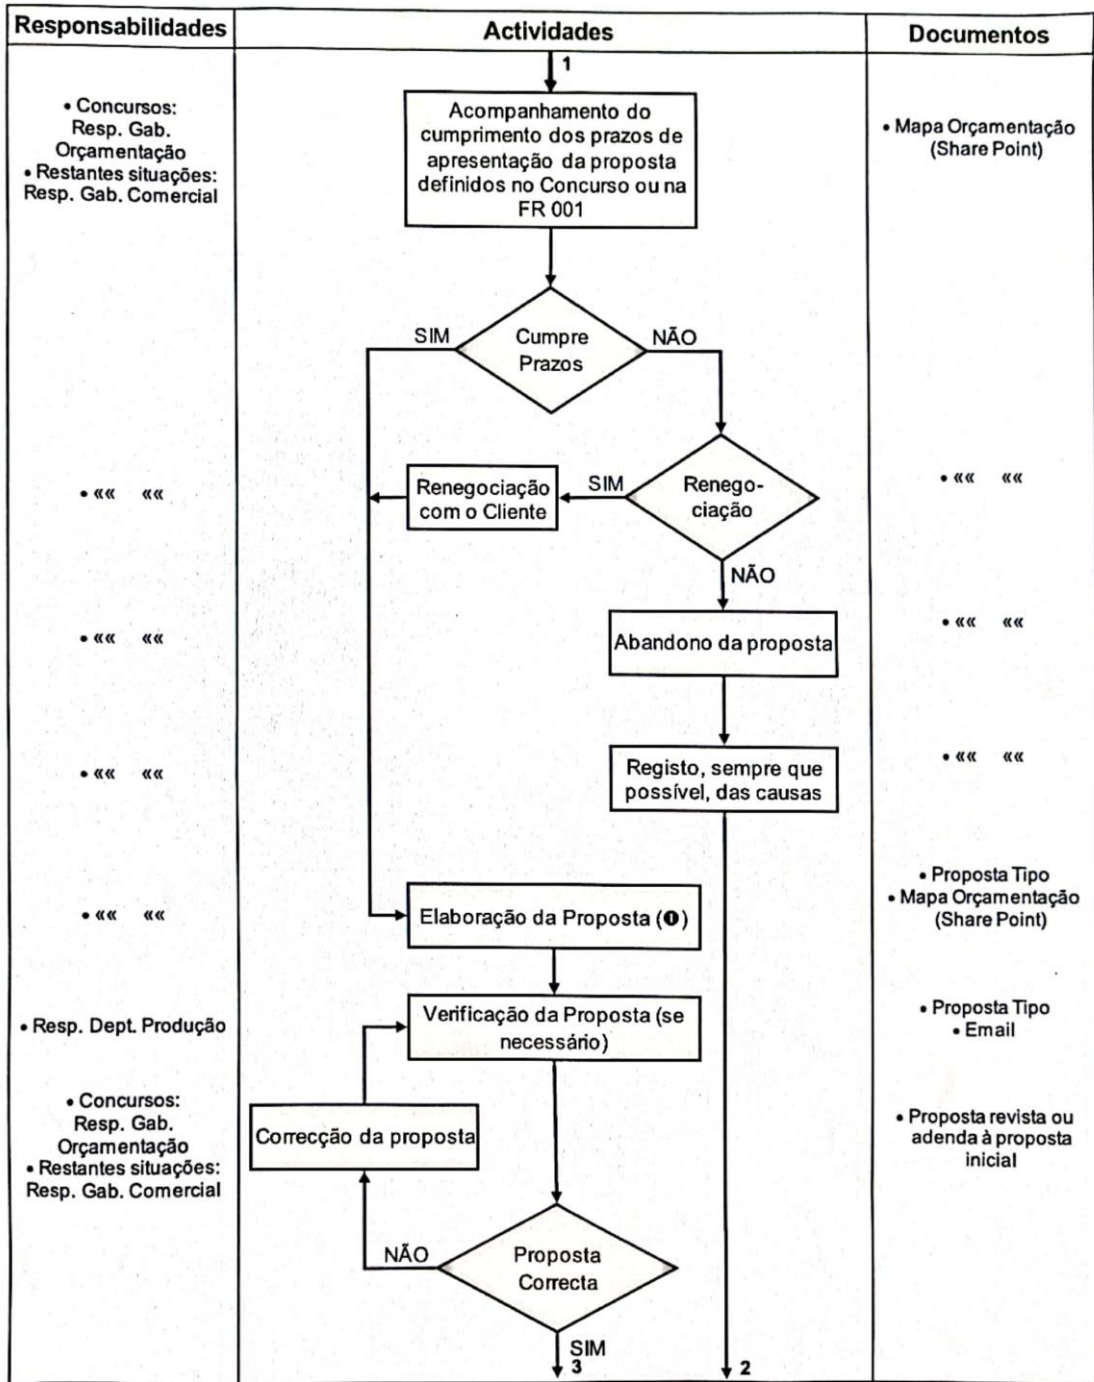 Responsabilidades
Actividades
Documentos
1
• Concursos:
Resp. Gab.
Orçamentação
• Restantes situações:
Resp. Gab. Comercial
Acompanhamento do
cumprimento dos prazos de
apresentação da proposta
definidos no Concurso ou na
FR 001
• Mapa Orçamentação
(Share Point)
SIM
Cumpre
Prazos
NÃO
• «« ««
Renegociação
com o Cliente
SIM
Renego-
ciação
• «« ««
NÃO
• «« ««
Abandono da proposta
• «« ««
• «« ««
Registo, sempre que
possível, das causas
• «« ««
• «« ««
Elaboração da Proposta (❶)
• Proposta Tipo
• Mapa Orçamentação
(Share Point)
• Resp. Dept. Produção
Verificação da Proposta (se
necessário)
• Proposta Tipo
• Email
• Concursos:
Resp. Gab.
Orçamentação
• Restantes situações:
Resp. Gab. Comercial
Correcção da proposta
• Proposta revista ou
adenda à proposta
inicial
NÃO
Proposta
Correcta
SIM
3
2